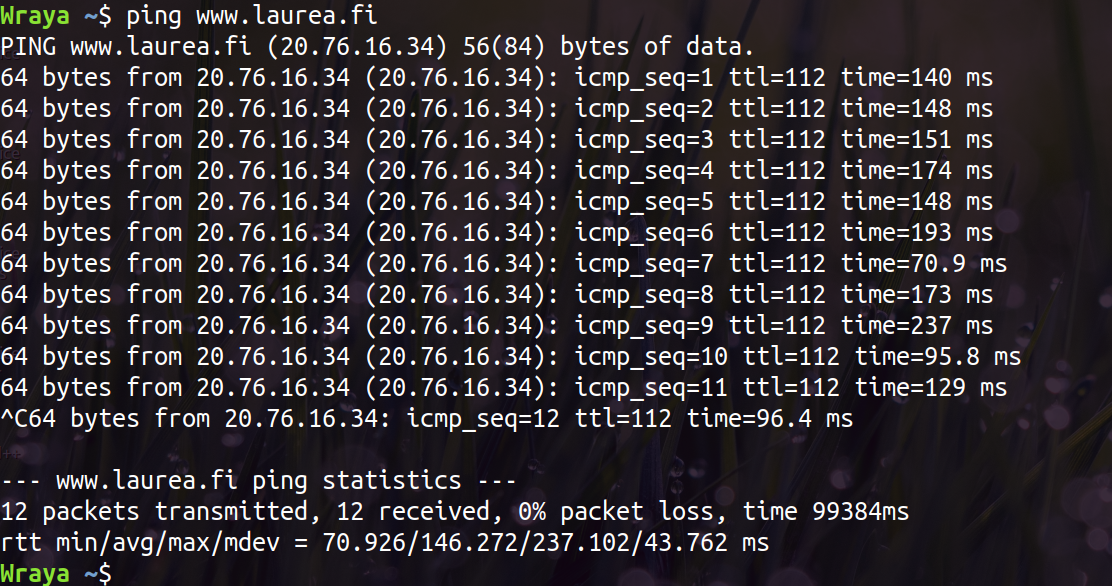 Wraya ~$ ping www.laurea.fi
PING www.laurea.fi (20.76.16.34) 56(84) bytes of data.
64 bytes from 20.76.16.34 (20.76.16.34): icmp_seq=1 ttl=112 time=140 ms
64 bytes from 20.76.16.34 (20.76.16.34): icmp_seq=2 ttl=112 time=148 ms
64 bytes from 20.76.16.34 (20.76.16.34): icmp_seq=3 ttl=112 time=151 ms
64 bytes from 20.76.16.34 (20.76.16.34): icmp_seq=4 ttl=112 time=174 ms
64 bytes from 20.76.16.34 (20.76.16.34): icmp_seq=5 ttl=112 time=148 ms
64 bytes from 20.76.16.34 (20.76.16.34): icmp_seq=6 ttl=112 time=193 ms
64 bytes from 20.76.16.34 (20.76.16.34): icmp_seq=7 ttl=112 time=70.9 ms
64 bytes from 20.76.16.34 (20.76.16.34): icmp_seq=8 ttl=112 time=173 ms
64 bytes from 20.76.16.34 (20.76.16.34): icmp_seq=9 ttl=112 time=237 ms
64 bytes from 20.76.16.34 (20.76.16.34): icmp_seq=10 ttl=112 time=95.8 ms
64 bytes from 20.76.16.34 (20.76.16.34): icmp_seq=11 ttl=112 time=129 ms
^C64 bytes from 20.76.16.34: icmp_seq=12 ttl=112 time=96.4 ms
--- www.laurea.fi ping statistics ---
12 packets transmitted, 12 received, 0% packet loss, time 99384ms
rtt min/avg/max/mdev = 70.926/146.272/237.102/43.762 ms
Wraya ~$